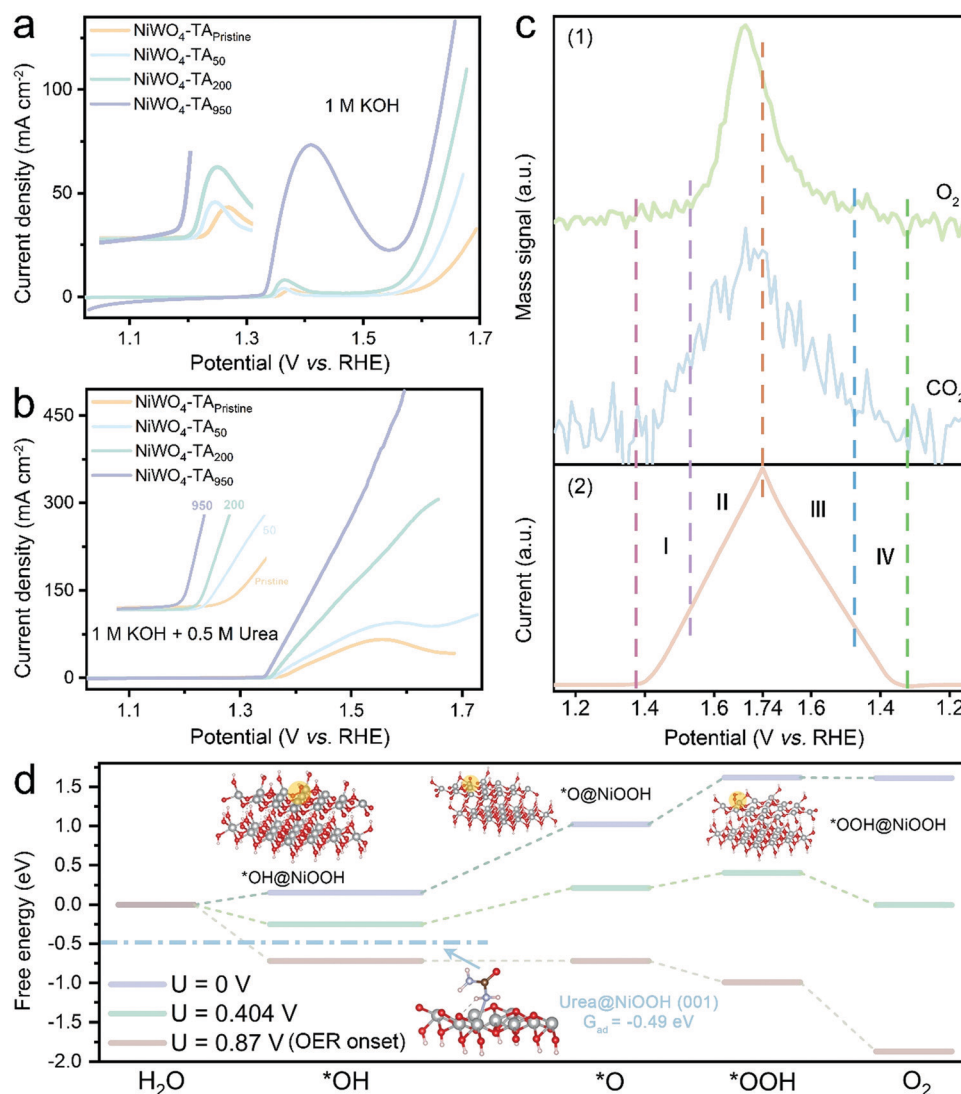 a
NiWO₄-TA_Pristine
NiWO₄-TA₅₀
NiWO₄-TA₂₀₀
NiWO₄-TA₉₅₀
1 M KOH
Current density (mA cm⁻²)
100
50
0
1.1
1.3
1.5
1.7
Potential (V vs. RHE)
b
NiWO₄-TA_Pristine
NiWO₄-TA₅₀
NiWO₄-TA₂₀₀
NiWO₄-TA₉₅₀
950
200
50
Pristine
1 M KOH + 0.5 M Urea
Current density (mA cm⁻²)
450
300
150
0
1.1
1.3
1.5
1.7
Potential (V vs. RHE)
c
(1)
Mass signal (a.u.)
O₂
CO₂
(2)
I
II
III
IV
Current (a.u.)
1.2
1.4
1.6
1.74
1.6
1.4
1.2
Potential (V vs. RHE)
d
Free energy (eV)
1.5
1.0
0.5
0.0
-0.5
-1.0
-1.5
-2.0
*OH@NiOOH
*O@NiOOH
*OOH@NiOOH
Urea@NiOOH (001)
G_ad = -0.49 eV
U = 0 V
U = 0.404 V
U = 0.87 V (OER onset)
H₂O
*OH
*O
*OOH
O₂